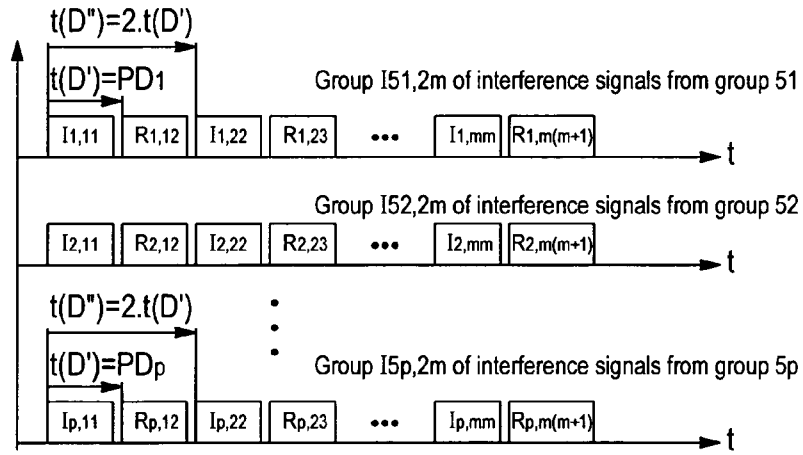 t(D")=2.t(D')
t(D')=PD1
Group I51,2m of interference signals from group 51
I1,11 R1,12 I1,22 R1,23 ••• I1,mm R1,m(m+1)
t
Group I52,2m of interference signals from group 52
I2,11 R2,12 I2,22 R2,23 ••• I2,mm R2,m(m+1)
t
t(D")=2.t(D')
t(D')=PDp
Group I5p,2m of interference signals from group 5p
Ip,11 Rp,12 Ip,22 Rp,23 ••• Ip,mm Rp,m(m+1)
t